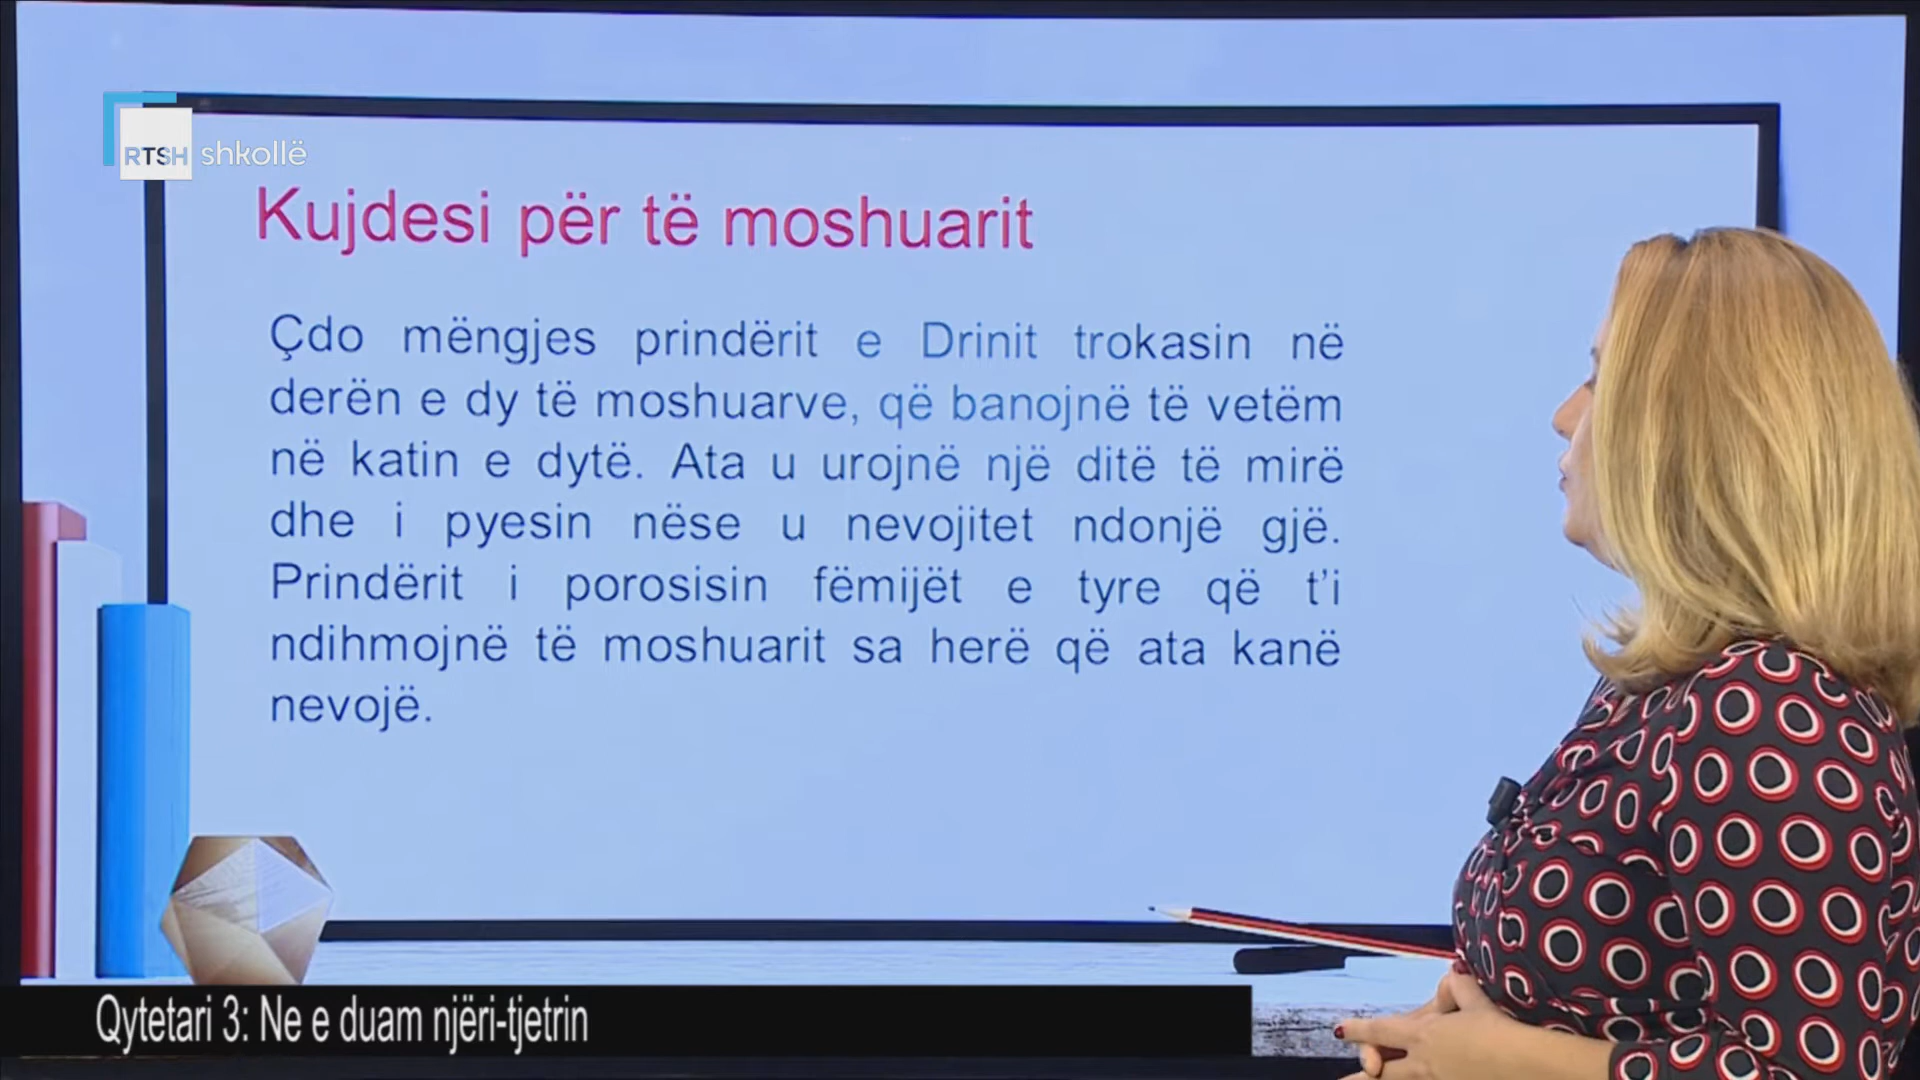 RTSH shkollë
Kujdesi për të moshuarit
Çdo mëngjes prindërit e Drinit trokasin në
derën e dy të moshuarve, që banojnë të vetëm
në katin e dytë. Ata u urojnë një ditë të mirë
dhe i pyesin nëse u nevojitet ndonjë gjë.
Prindërit i porosisin fëmijët e tyre që t’i
ndihmojnë të moshuarit sa herë që ata kanë
nevojë.
Qytetari 3: Ne e duam njëri-tjetrin